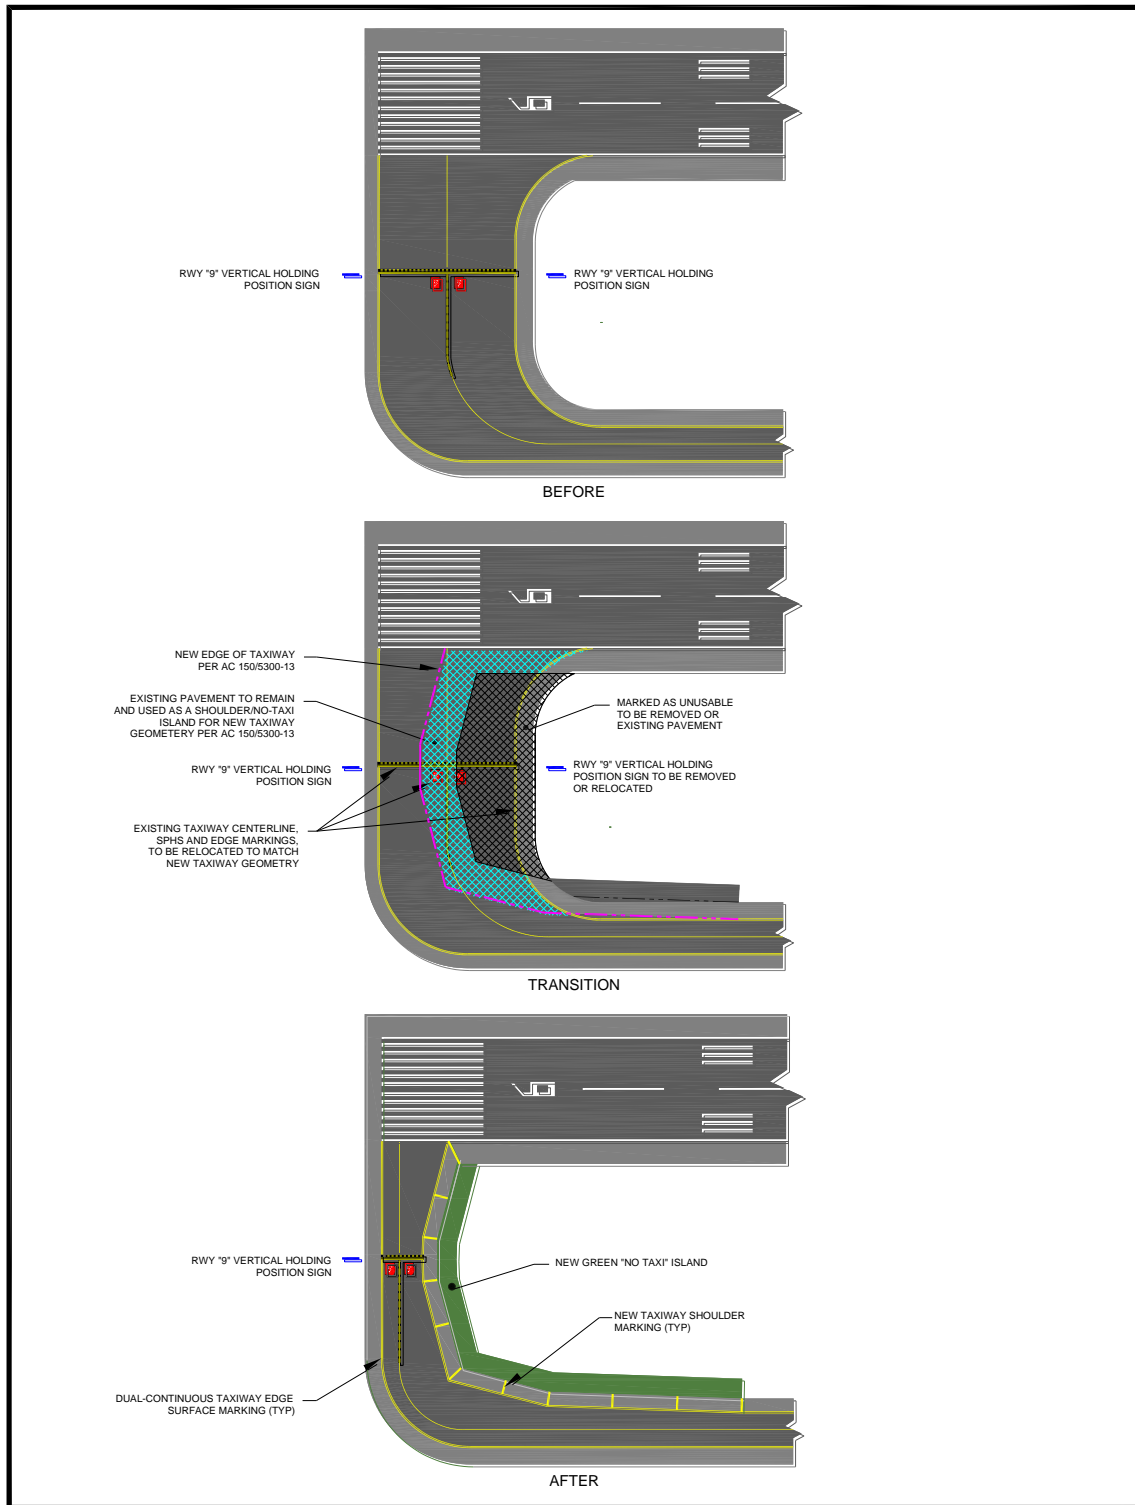 RWY "9" VERTICAL HOLDING
POSITION SIGN
RWY "9" VERTICAL HOLDING
POSITION SIGN
BEFORE
NEW EDGE OF TAXIWAY
PER AC 150/5300-13
EXISTING PAVEMENT TO REMAIN
AND USED AS A SHOULDER/NO-TAXI
ISLAND FOR NEW TAXIWAY
GEOMETERY PER AC 150/5300-13
MARKED AS UNUSABLE
TO BE REMOVED OR
EXISTING PAVEMENT
RWY "9" VERTICAL HOLDING
POSITION SIGN
RWY "9" VERTICAL HOLDING
POSITION SIGN TO BE REMOVED
OR RELOCATED
EXISTING TAXIWAY CENTERLINE,
SPHS AND EDGE MARKINGS,
TO BE RELOCATED TO MATCH
NEW TAXIWAY GEOMETRY
TRANSITION
RWY "9" VERTICAL HOLDING
POSITION SIGN
NEW GREEN "NO TAXI" ISLAND
NEW TAXIWAY SHOULDER
MARKING (TYP)
DUAL-CONTINUOUS TAXIWAY EDGE
SURFACE MARKING (TYP)
AFTER